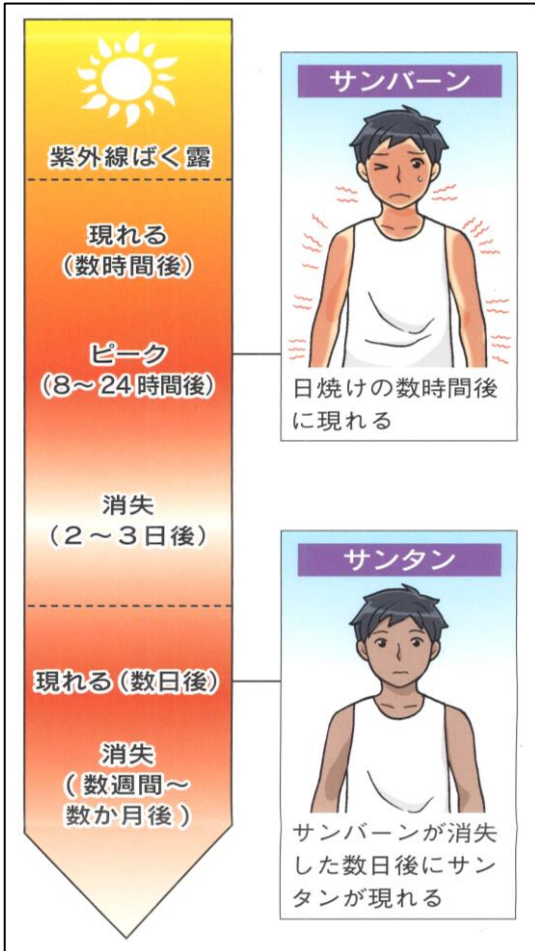 紫外線ばく露
現れる
(数時間後)
ピーク
(8～24時間後)
消失
(2～3日後)
現れる(数日後)
消失
(数週間～
数か月後)
サンバーン
日焼けの数時間後
に現れる
サンタン
サンバーンが消失
した数日後にサン
タンが現れる